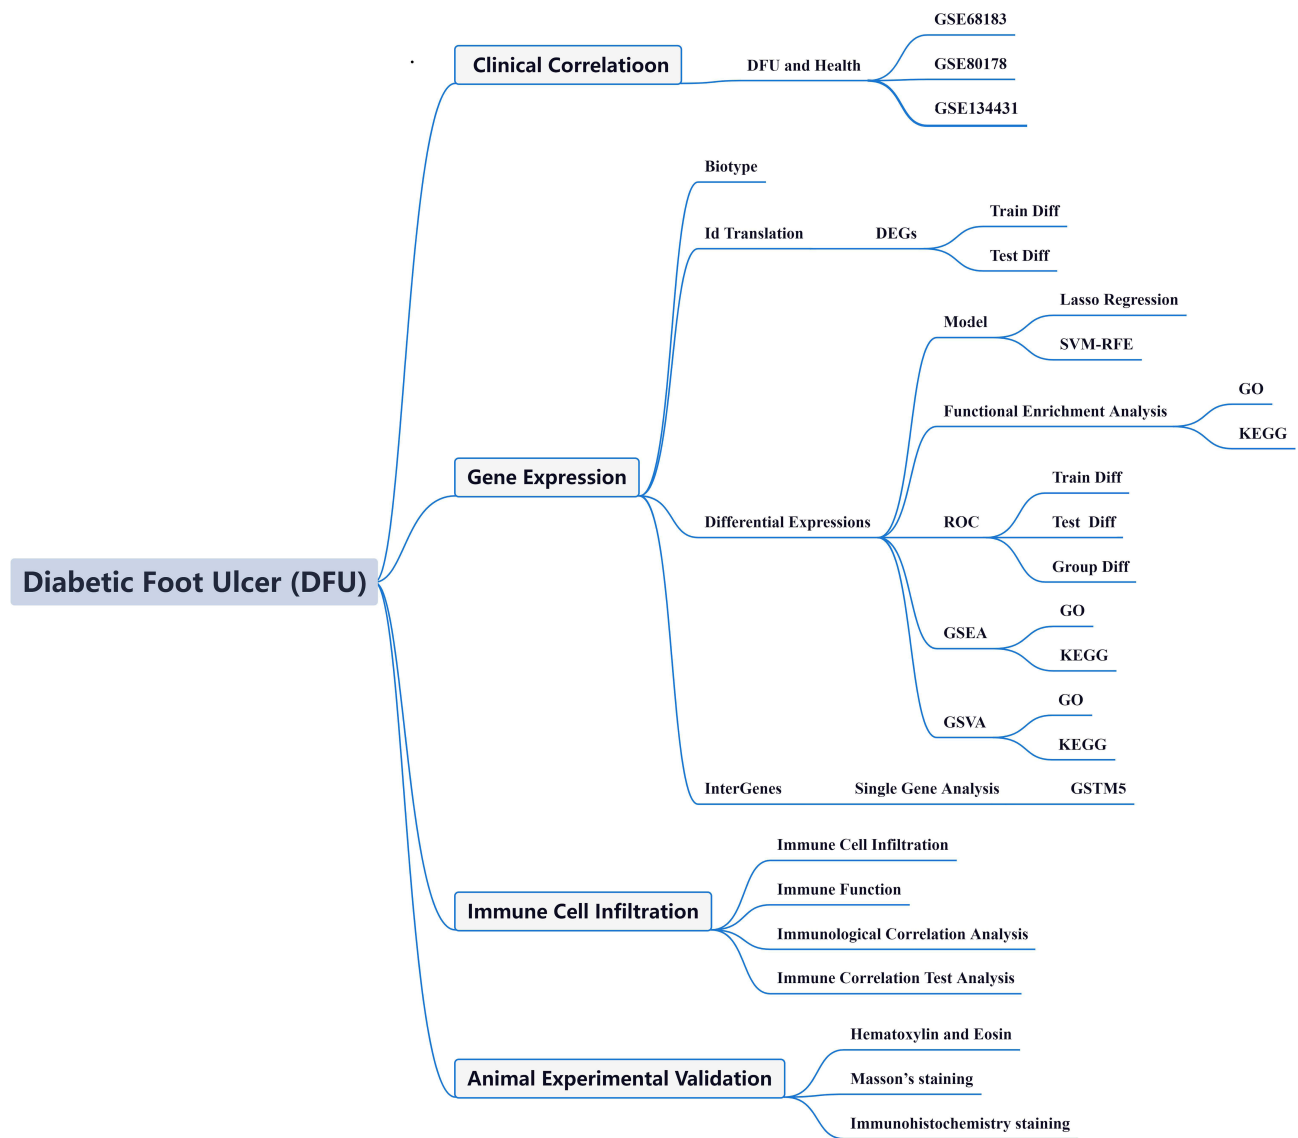 Diabetic Foot Ulcer (DFU)
Clinical Correlatioon
DFU and Health
GSE68183
GSE80178
GSE134431
Gene Expression
Biotype
Id Translation
DEGs
Train Diff
Test Diff
Differential Expressions
Model
Lasso Regression
SVM-RFE
Functional Enrichment Analysis
GO
KEGG
ROC
Train Diff
Test  Diff
Group Diff
GSEA
GO
KEGG
GSVA
GO
KEGG
InterGenes
Single Gene Analysis
GSTM5
Immune Cell Infiltration
Immune Cell Infiltration
Immune Function
Immunological Correlation Analysis
Immune Correlation Test Analysis
Animal Experimental Validation
Hematoxylin and Eosin
Masson’s staining
Immunohistochemistry staining